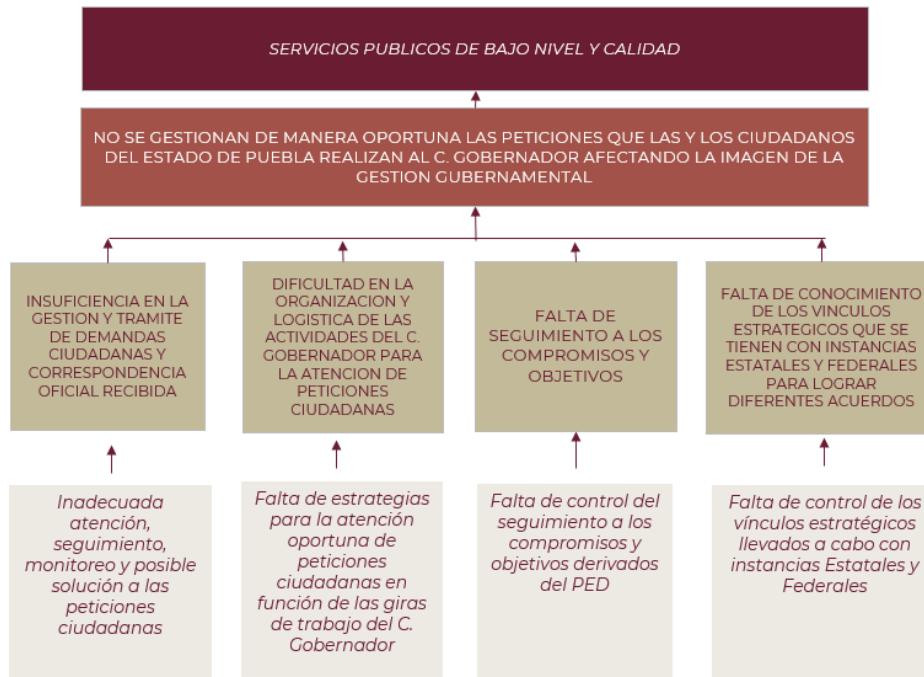 SERVICIOS PUBLICOS DE BAJO NIVEL Y CALIDAD
NO SE GESTIONAN DE MANERA OPORTUNA LAS PETICIONES QUE LAS Y LOS CIUDADANOS
DEL ESTADO DE PUEBLA REALIZAN AL C. GOBERNADOR AFECTANDO LA IMAGEN DE LA
GESTION GUBERNAMENTAL
INSUFICIENCIA EN LA
GESTION Y TRAMITE
DE DEMANDAS
CIUDADANAS Y
CORRESPONDENCIA
OFICIAL RECIBIDA
DIFICULTAD EN LA
ORGANIZACION Y
LOGISTICA DE LAS
ACTIVIDADES DEL C.
GOBERNADOR PARA
LA ATENCION DE
PETICIONES
CIUDADANAS
FALTA DE
SEGUIMIENTO A LOS
COMPROMISOS Y
OBJETIVOS
FALTA DE CONOCIMIENTO
DE LOS VINCULOS
ESTRATEGICOS QUE SE
TIENEN CON INSTANCIAS
ESTATALES Y FEDERALES
PARA LOGRAR
DIFERENTES ACUERDOS
Inadecuada
atención,
seguimiento,
monitoreo y posible
solución a las
peticiones
ciudadanas
Falta de estrategias
para la atención
oportuna de
peticiones
ciudadanas en
función de las giras
de trabajo del C.
Gobernador
Falta de control del
seguimiento a los
compromisos y
objetivos derivados
del PED
Falta de control de los
vínculos estratégicos
llevados a cabo con
instancias Estatales y
Federales